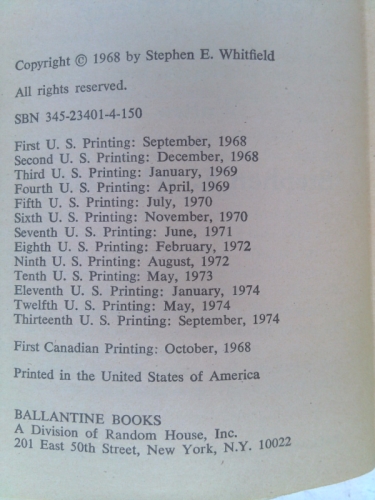 Copyright © 1968 by Stephen E. Whitfield
All rights reserved.
SBN 345-23401-4-150
First U. S. Printing: September, 1968
Second U. S. Printing: December, 1968
Third U. S. Printing: January, 1969
Fourth U. S. Printing: April, 1969
Fifth U. S. Printing: July, 1970
Sixth U. S. Printing: November, 1970
Seventh U. S. Printing: June, 1971
Eighth U. S. Printing: February, 1972
Ninth U. S. Printing: August, 1972
Tenth U. S. Printing: May, 1973
Eleventh U. S. Printing: January, 1974
Twelfth U. S. Printing: May, 1974
Thirteenth U. S. Printing: September, 1974
First Canadian Printing: October, 1968
Printed in the United States of America
BALLANTINE BOOKS
A Division of Random House, Inc.
201 East 50th Street, New York, N.Y. 10022